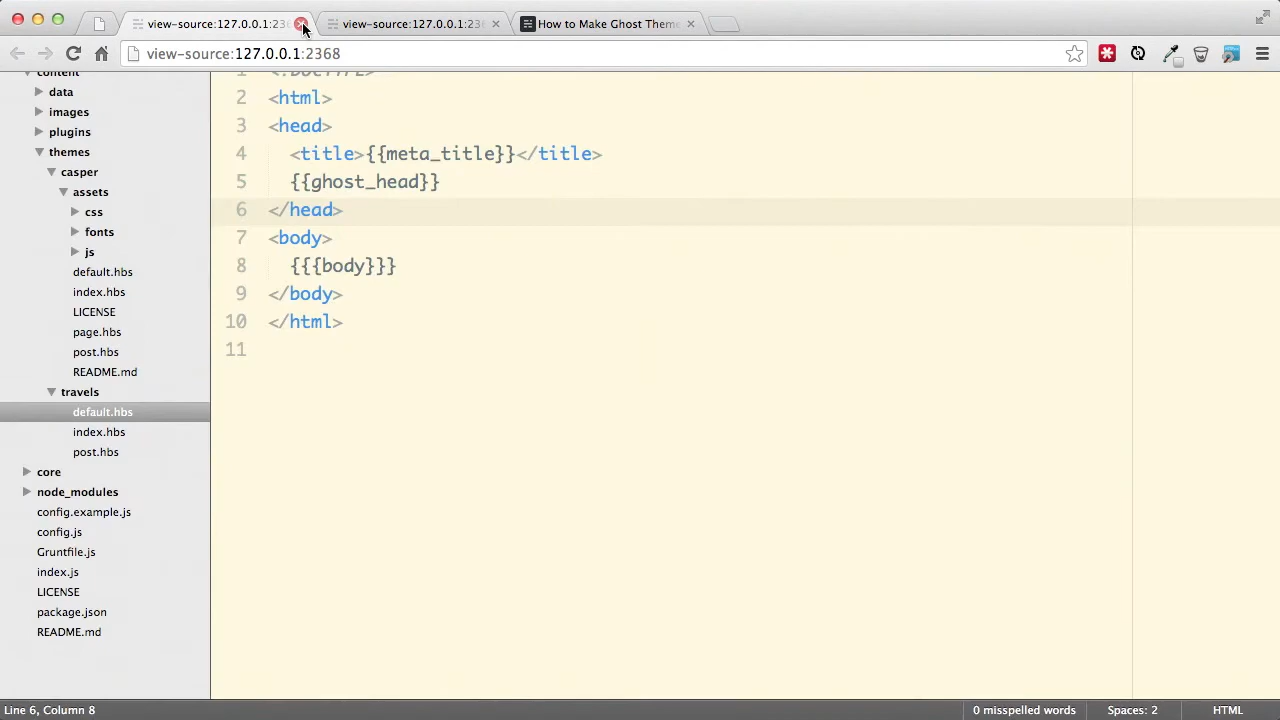 view-source:127.0.0.1:23
view-source:127.0.0.1:23
How to Make Ghost Theme
view-source:127.0.0.1:2368
content
data
images
plugins
themes
casper
assets
css
fonts
js
default.hbs
index.hbs
LICENSE
page.hbs
post.hbs
README.md
travels
default.hbs
index.hbs
post.hbs
core
node_modules
config.example.js
config.js
Gruntfile.js
index.js
LICENSE
package.json
README.md
1 <!DOCTYPE>
2 <html>
3 <head>
4 <title>{{meta_title}}</title>
5 {{ghost_head}}
6 </head>
7 <body>
8 {{{body}}}
9 </body>
10 </html>
11
Line 6, Column 8
0 misspelled words
Spaces: 2
HTML